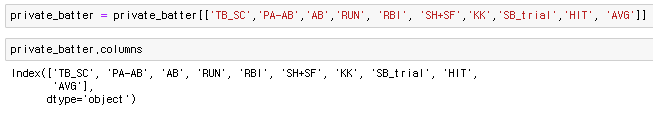 private_batter = private_batter[['TB_SC','PA-AB','AB','RUN', 'RBI', 'SH+SF','KK','SB_trial','HIT', 'AVG']]
private_batter.columns
Index(['TB_SC', 'PA-AB', 'AB', 'RUN', 'RBI', 'SH+SF', 'KK', 'SB_trial', 'HIT',
'AVG'],
dtype='object')